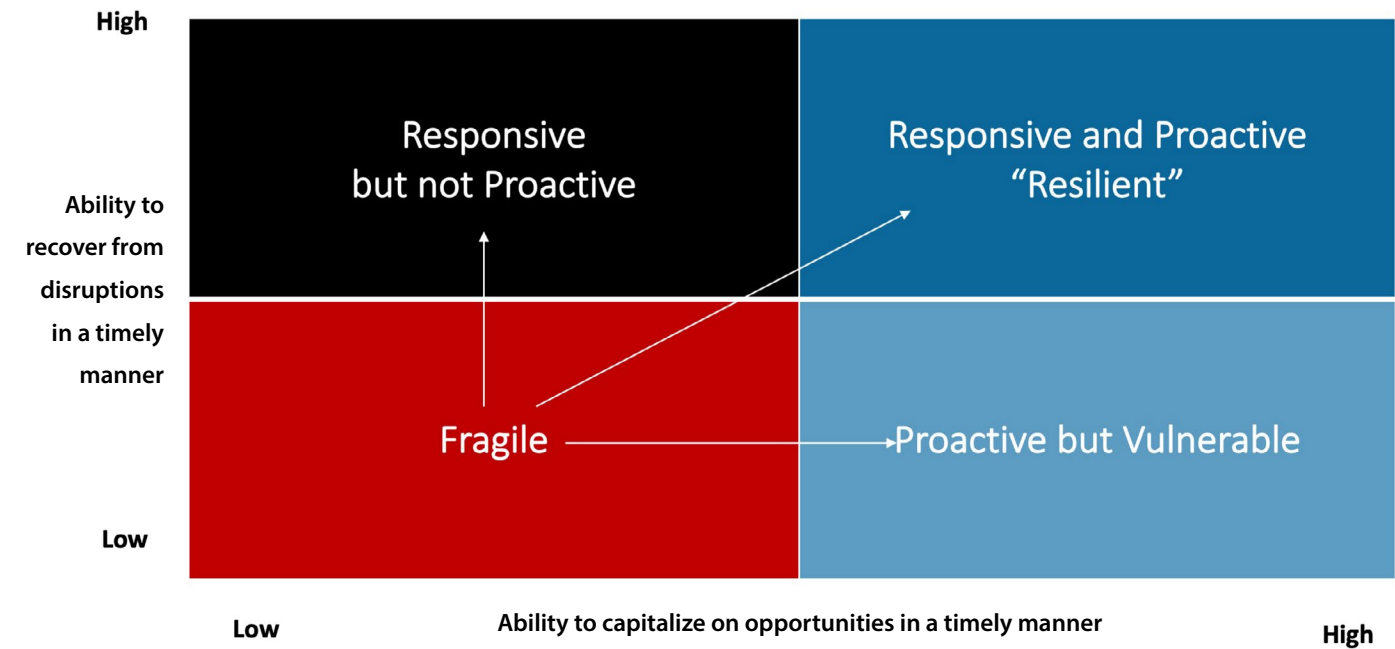 High
Responsive
but not Proactive
Responsive and Proactive
“Resilient”
Ability to
recover from
disruptions
in a timely
manner
Fragile
Proactive but Vulnerable
Low
Low
Ability to capitalize on opportunities in a timely manner
High